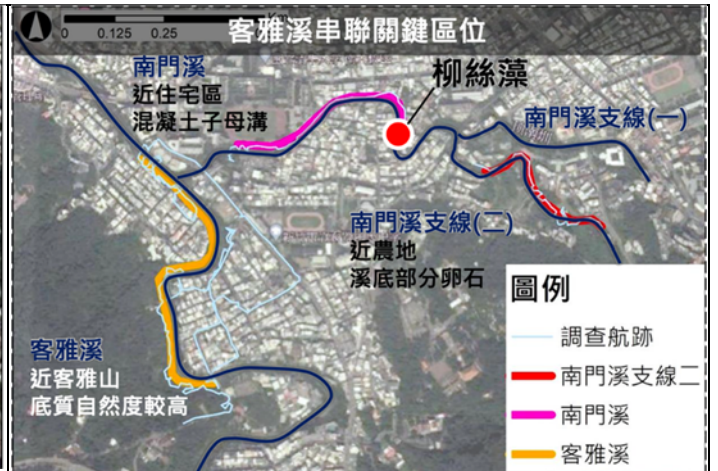 客雅溪串聯關鍵區位
0 0.125 0.25
南門溪
近住宅區
混凝土子母溝
柳絲藻
南門溪支線(一)
南門溪支線(二)
近農地
溪底部分卵石
客雅溪
近客雅山
底質自然度較高
圖例
調查航跡
南門溪支線二
南門溪
客雅溪